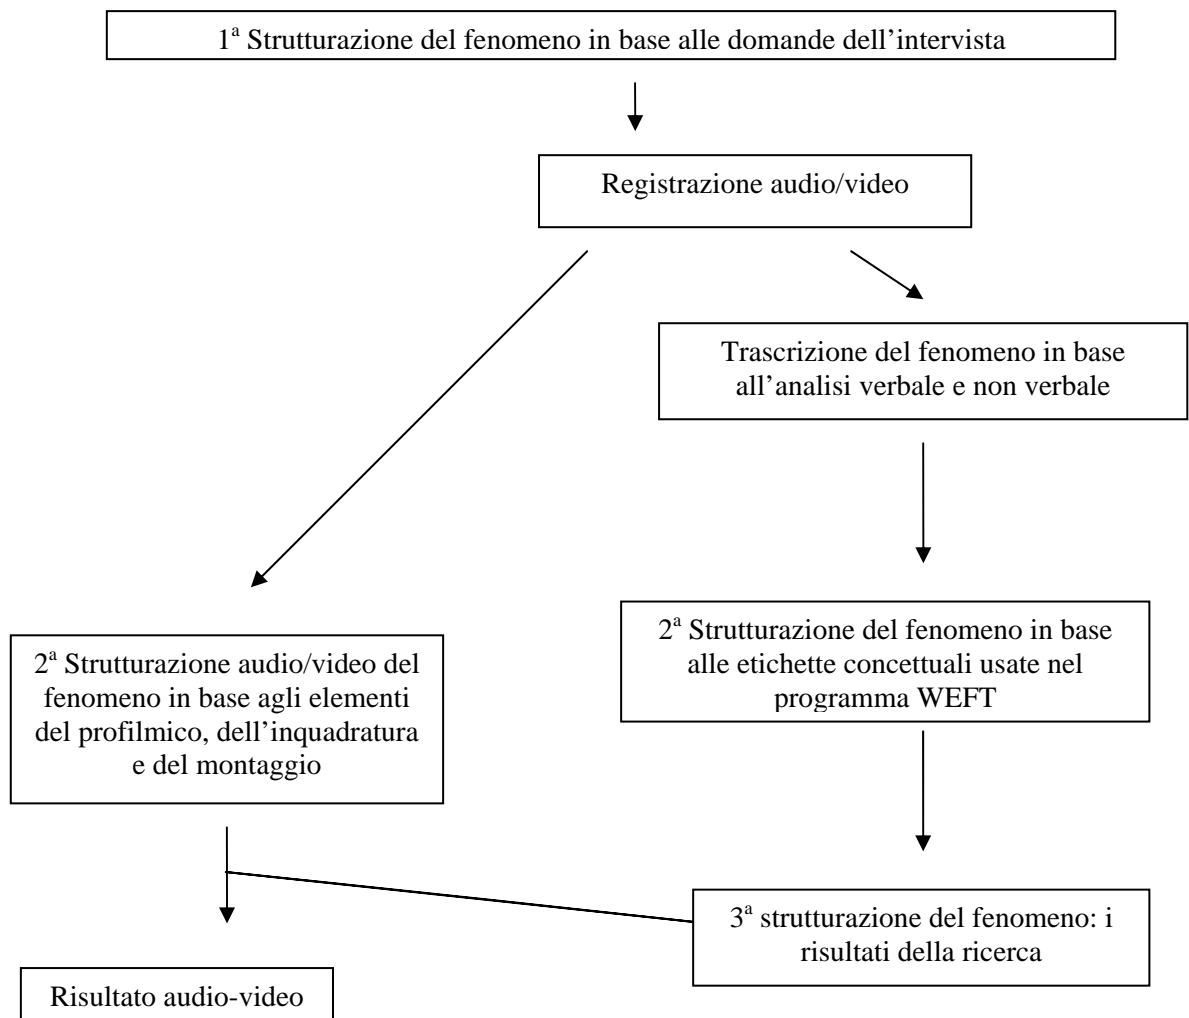 1ª Strutturazione del fenomeno in base alle domande dell’intervista
Registrazione audio/video
Trascrizione del fenomeno in base
all’analisi verbale e non verbale
2ª Strutturazione del fenomeno in base
alle etichette concettuali usate nel
programma WEFT
2ª Strutturazione audio/video del
fenomeno in base agli elementi
del profilmico, dell’inquadratura
e del montaggio
3ª strutturazione del fenomeno: i
risultati della ricerca
Risultato audio-video